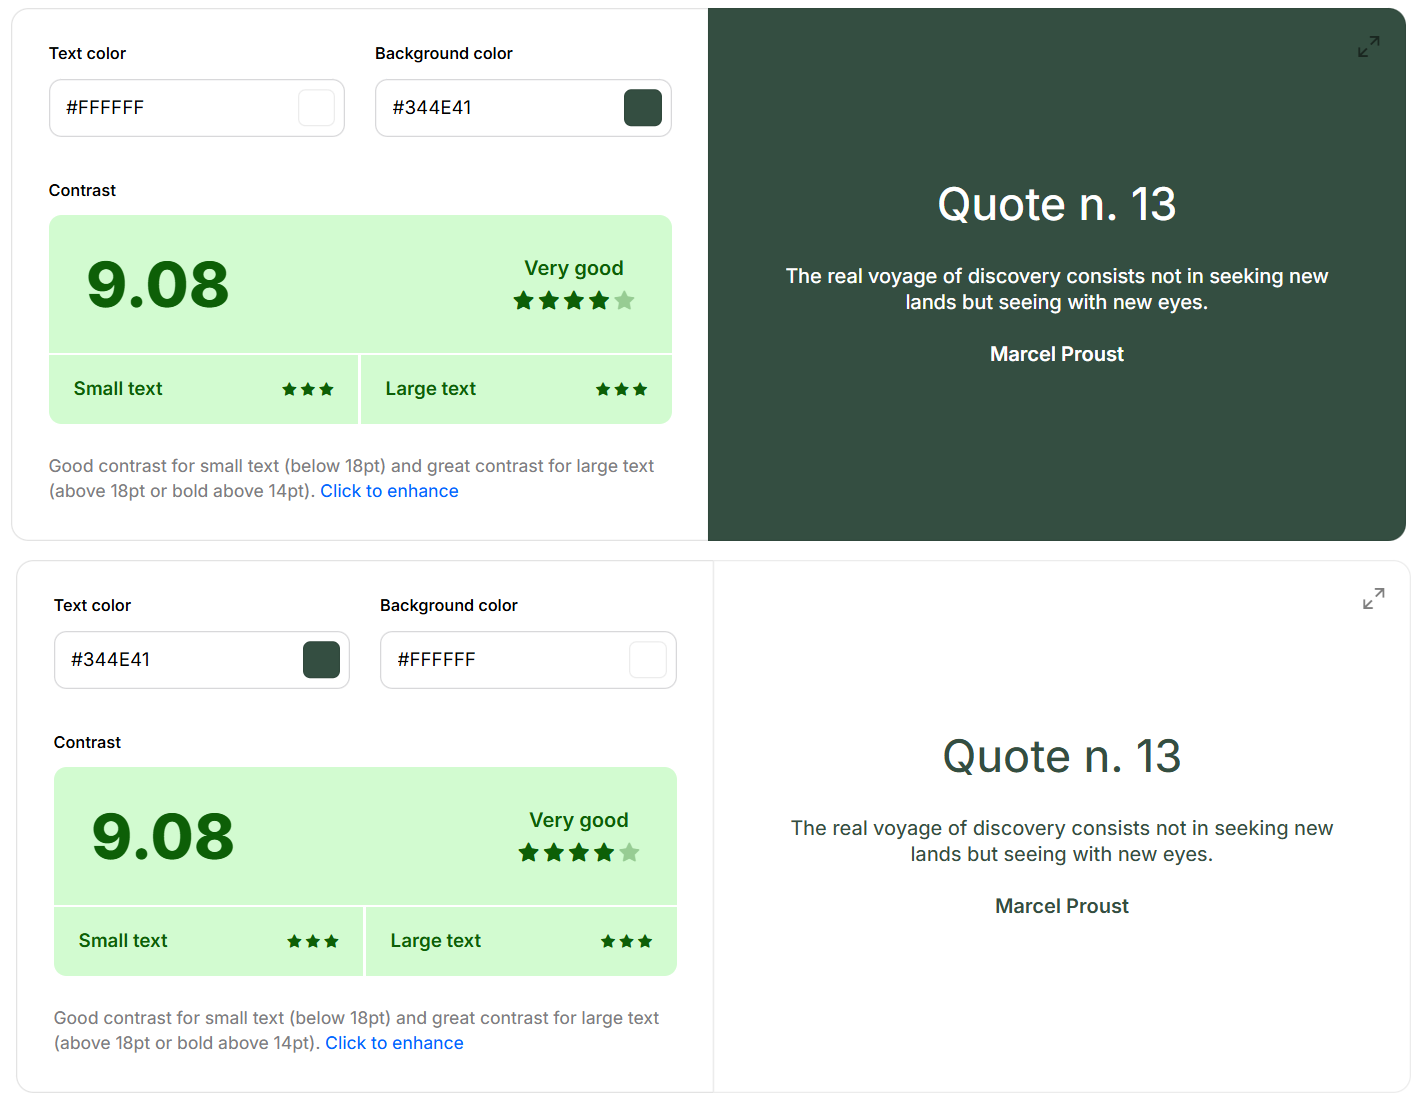 Text color
Background color
#FFFFFF
#344E41
Contrast
9.08
Very good
Small text
Large text
Good contrast for small text (below 18pt) and great contrast for large text
(above 18pt or bold above 14pt). Click to enhance
Quote n. 13
The real voyage of discovery consists not in seeking new
lands but seeing with new eyes.
Marcel Proust
Text color
Background color
#344E41
#FFFFFF
Contrast
9.08
Very good
Small text
Large text
Good contrast for small text (below 18pt) and great contrast for large text
(above 18pt or bold above 14pt). Click to enhance
Quote n. 13
The real voyage of discovery consists not in seeking new
lands but seeing with new eyes.
Marcel Proust